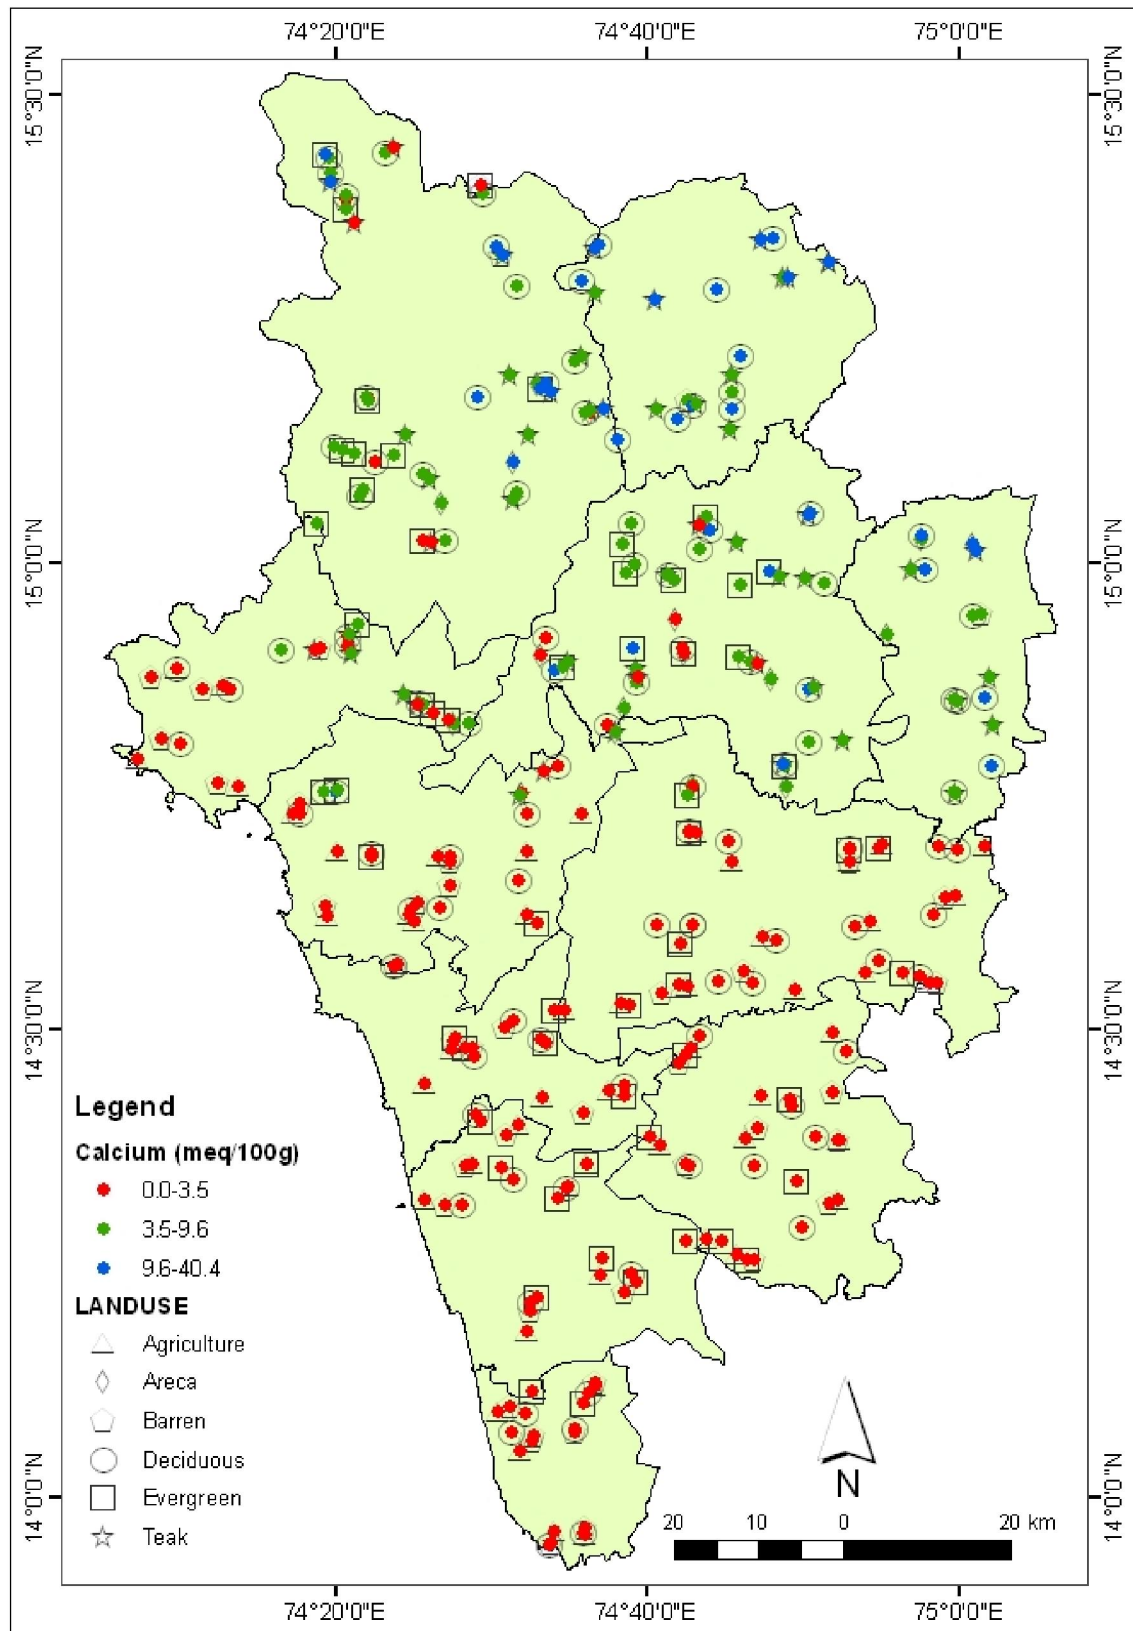 74°20'0"E 74°40'0"E 75°0'0"E
15°30'0"N 15°30'0"N
15°0'0"N 15°0'0"N
14°30'0"N 14°30'0"N
Legend
Calcium (meq/100g)
0.0-3.5
3.5-9.6
9.6-40.4
LANDUSE
Agriculture
Areca
Barren
Deciduous
Evergreen
Teak
N
14°0'0"N 14°0'0"N
20 10 0 20 km
74°20'0"E 74°40'0"E 75°0'0"E